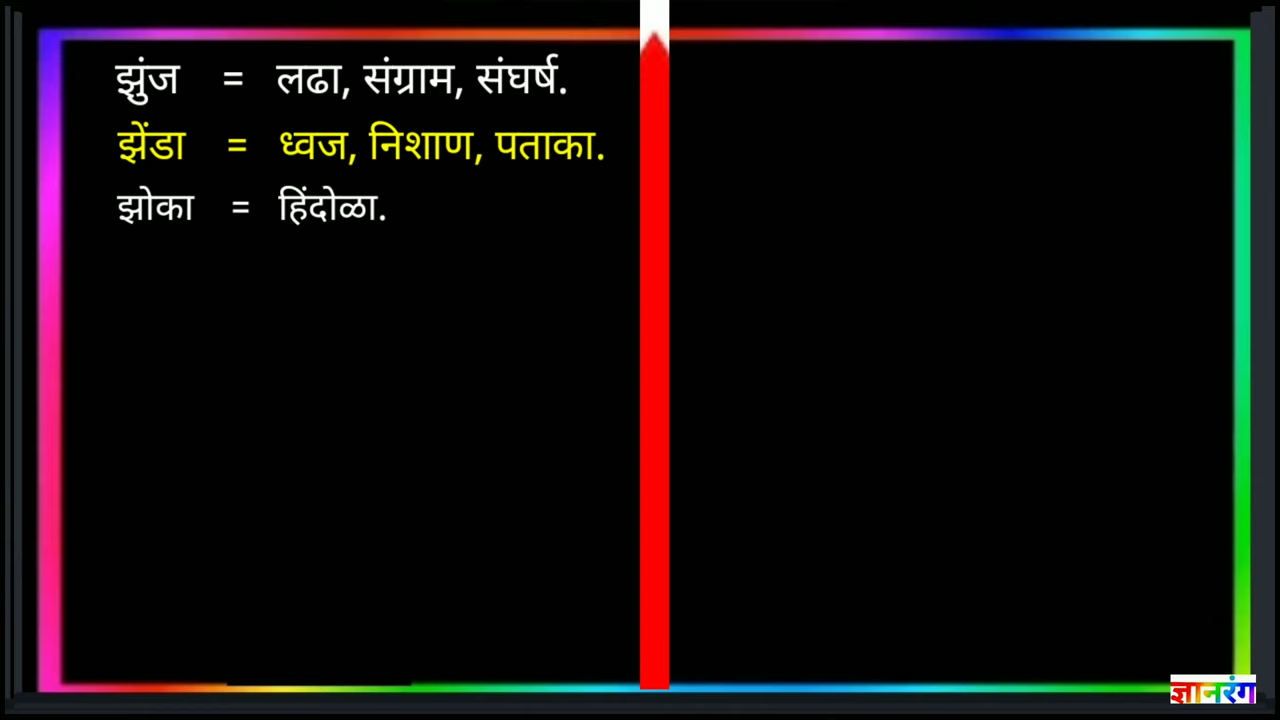 झुंज = लढा, संग्राम, संघर्ष.
झेंडा = ध्वज, निशाण, पताका.
झोका = हिंदोळा.
ज्ञानरंग